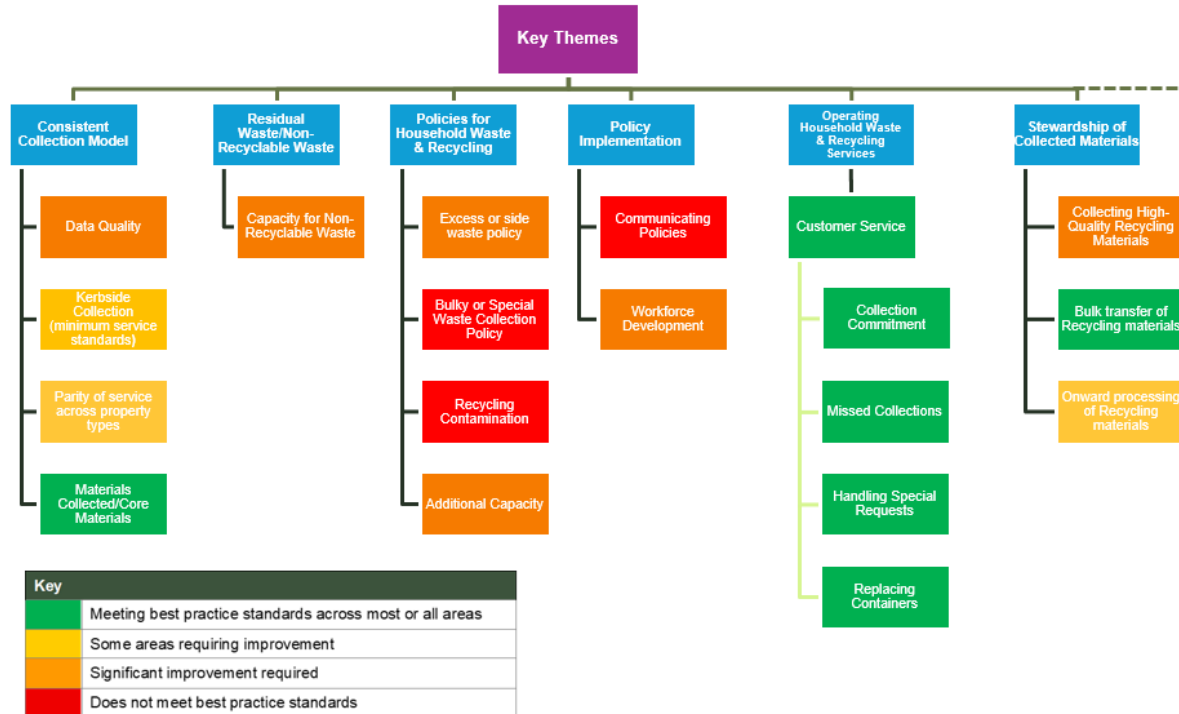 Key Themes
Consistent
Collection Model
Residual
Waste/Non-
Recyclable Waste
Policies for
Household Waste
& Recycling
Policy
Implementation
Operating
Household Waste
& Recycling
Services
Stewardship of
Collected Materials
Data Quality
Kerbside
Collection
(minimum service
standards)
Parity of service
across property
types
Materials
Collected/Core
Materials
Capacity for Non-
Recyclable Waste
Excess or side
waste policy
Bulky or Special
Waste Collection
Policy
Recycling
Contamination
Additional Capacity
Communicating
Policies
Workforce
Development
Customer Service
Collection
Commitment
Missed Collections
Handling Special
Requests
Replacing
Containers
Collecting High-
Quality Recycling
Materials
Bulk transfer of
Recycling materials
Onward processing
of Recycling
materials
Key
Meeting best practice standards across most or all areas
Some areas requiring improvement
Significant improvement required
Does not meet best practice standards